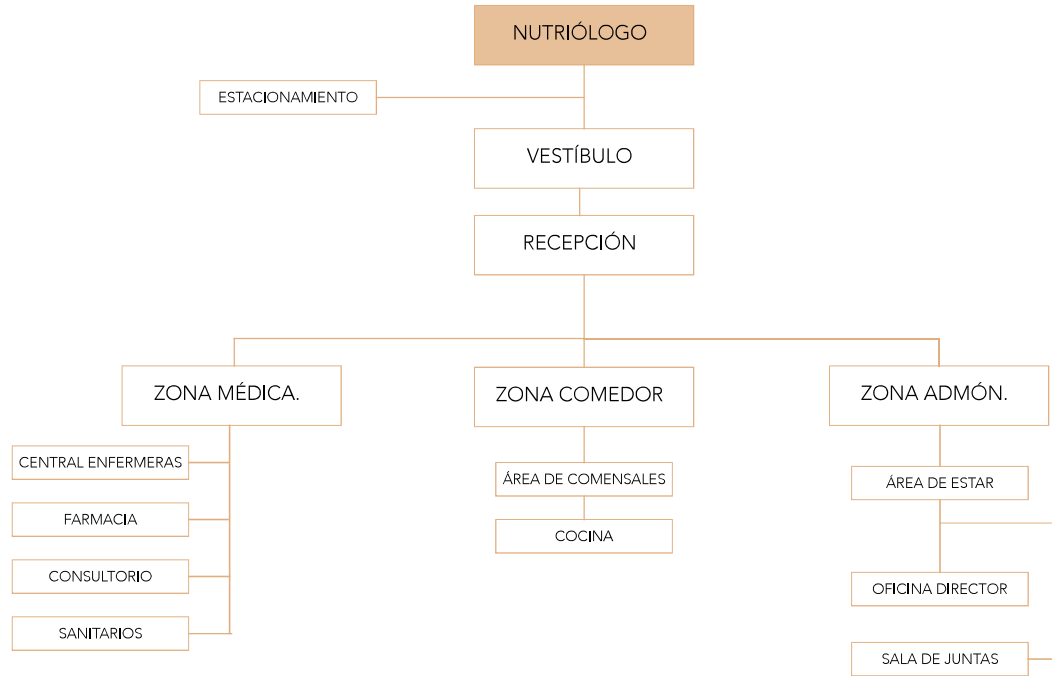 NUTRIÓLOGO
ESTACIONAMIENTO
VESTÍBULO
RECEPCIÓN
ZONA MÉDICA.
CENTRAL ENFERMERAS
FARMACIA
CONSULTORIO
SANITARIOS
ZONA COMEDOR
ÁREA DE COMENSALES
COCINA
ZONA ADMÓN.
ÁREA DE ESTAR
OFICINA DIRECTOR
SALA DE JUNTAS